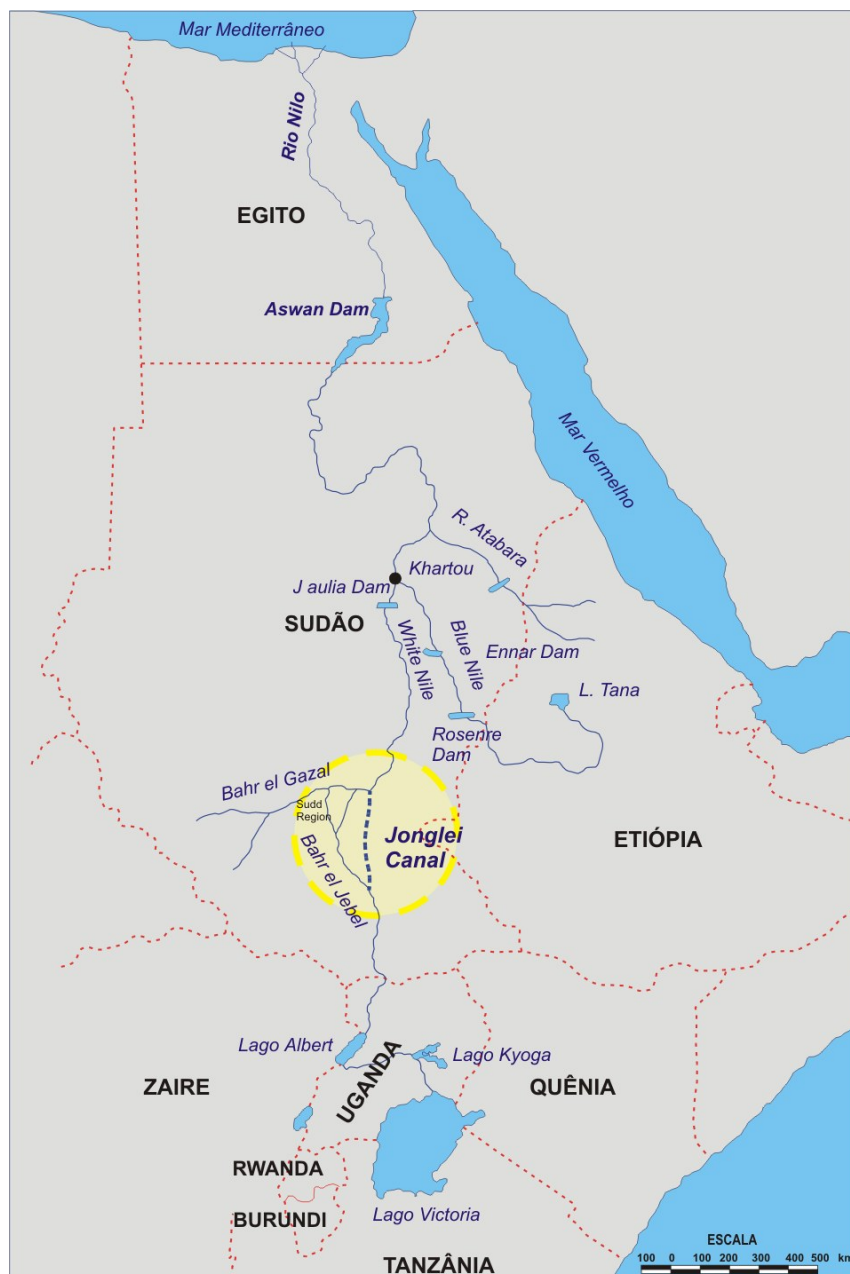 Mar Mediterrâneo
Rio Nilo
EGITO
Aswan Dam
Mar Vermelho
R. Atabara
Khartou
J aulia Dam
SUDÃO
White Nile
Blue Nile
Ennar Dam
L. Tana
Rosenre
Dam
Bahr el Gazal
Sudd
Region
Jonglei
Canal
ETIÓPIA
Bahr el Jebel
Lago Albert
Lago Kyoga
UGANDA
ZAIRE
QUÊNIA
RWANDA
BURUNDI
Lago Victoria
TANZÂNIA
ESCALA
100 0 100 200 300 400 500 km